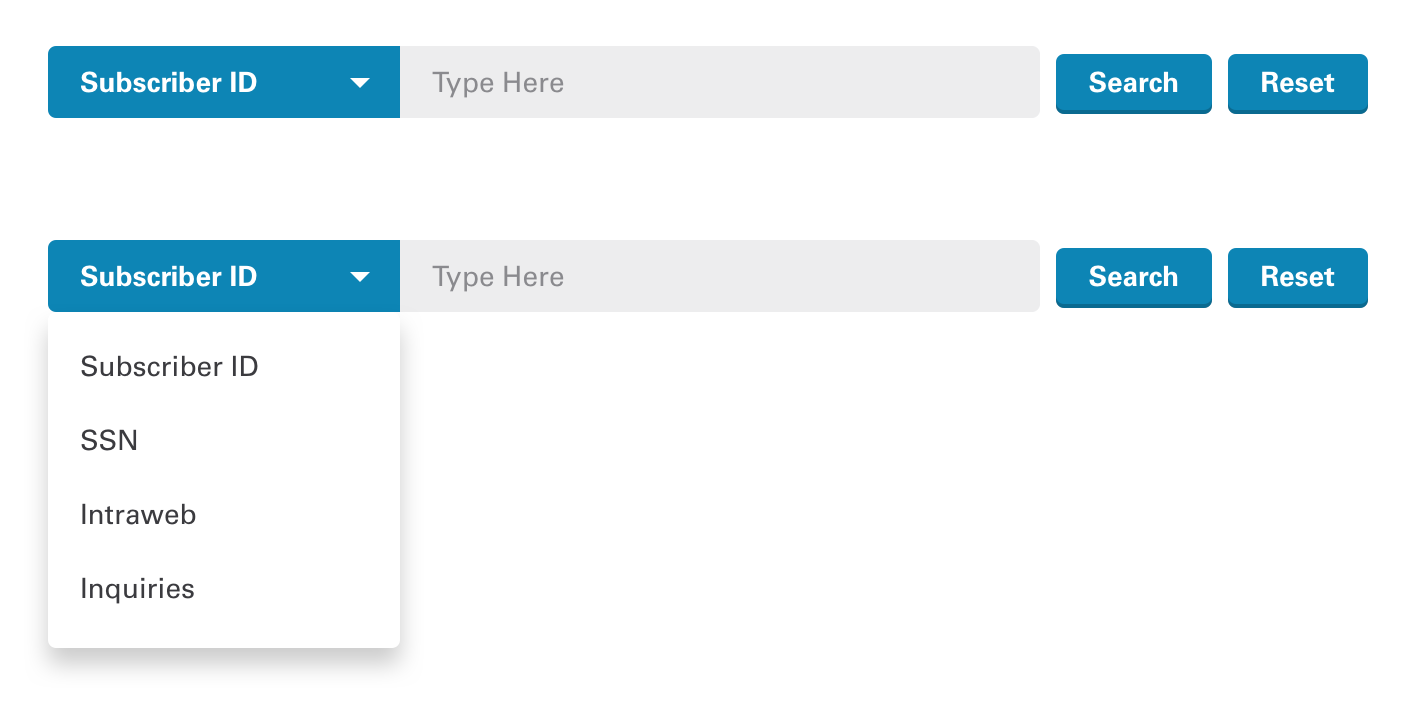 Subscriber ID Type Here Search Reset
Subscriber ID Type Here Search Reset
Subscriber ID
SSN
Intraweb
Inquiries